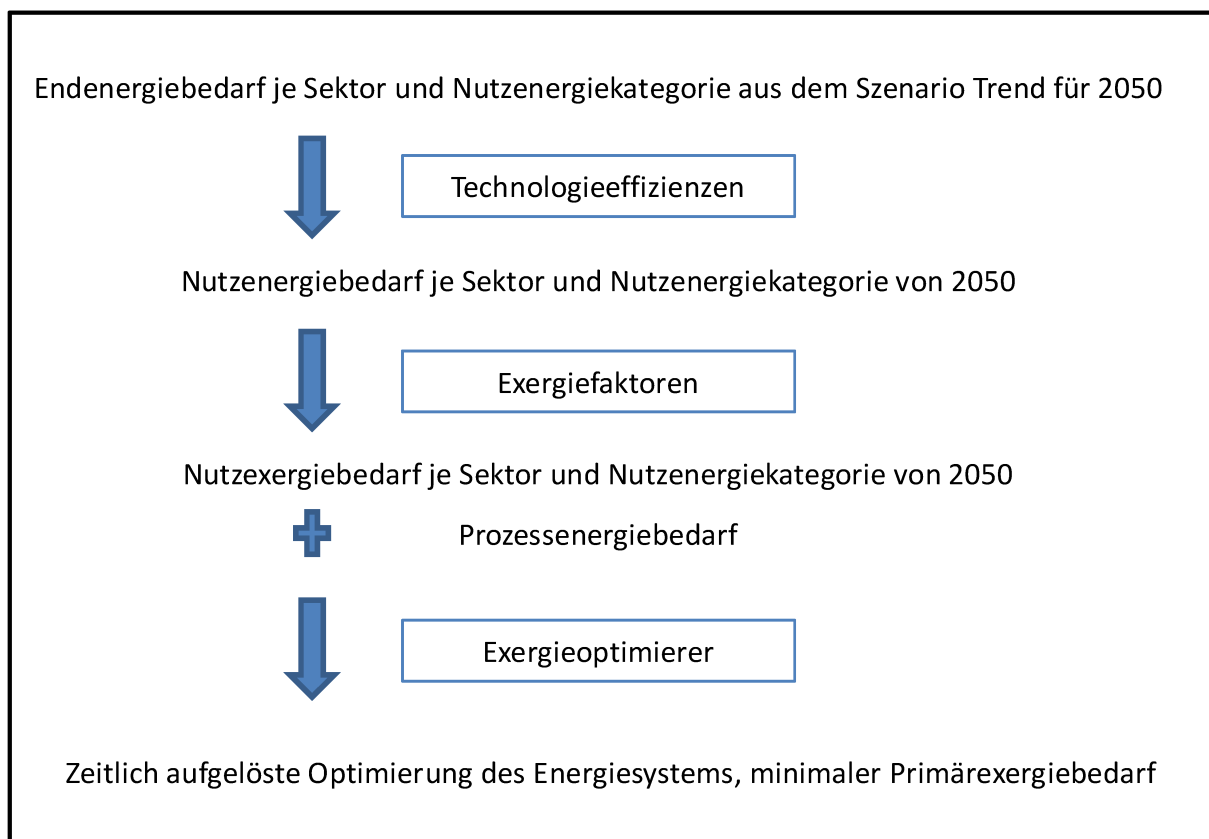 Endenergiebedarf je Sektor und Nutzenergiekategorie aus dem Szenario Trend für 2050
Technologieeffizienzen
Nutzenergiebedarf je Sektor und Nutzenergiekategorie von 2050
Exergiefaktoren
Nutzexergiebedarf je Sektor und Nutzenergiekategorie von 2050
Prozessenergiebedarf
Exergieoptimierer
Zeitlich aufgelöste Optimierung des Energiesystems, minimaler Primärexergiebedarf